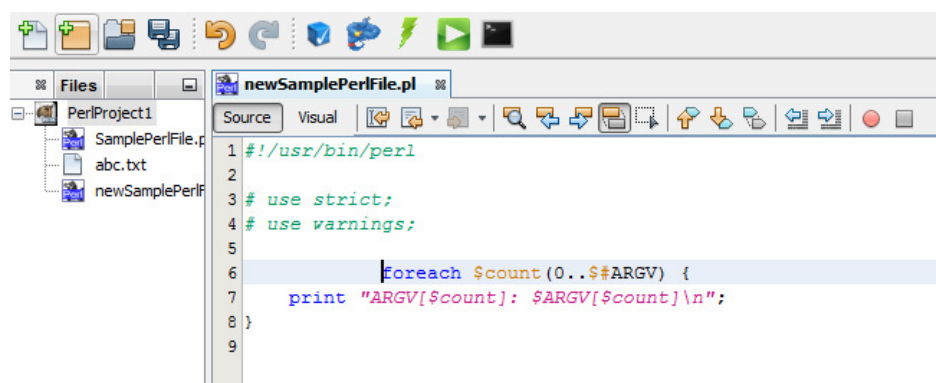 Files
newSamplePerlFile.pl
PerlProject1
Source Visual
SamplePerlFile.p
abc.txt
newSamplePerlF
1 #!/usr/bin/perl
2
3 # use strict;
4 # use warnings;
5
6 foreach $count(0..$#ARGV) {
7 print "ARGV[$count]: $ARGV[$count]\n";
8 }
9